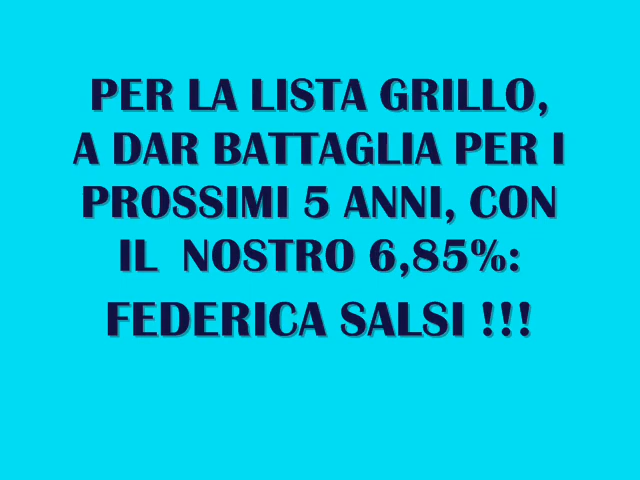 PER LA LISTA GRILLO,
A DAR BATTAGLIA PER I
PROSSIMI 5 ANNI, CON
IL NOSTRO 6,85%:
FEDERICA SALSI !!!